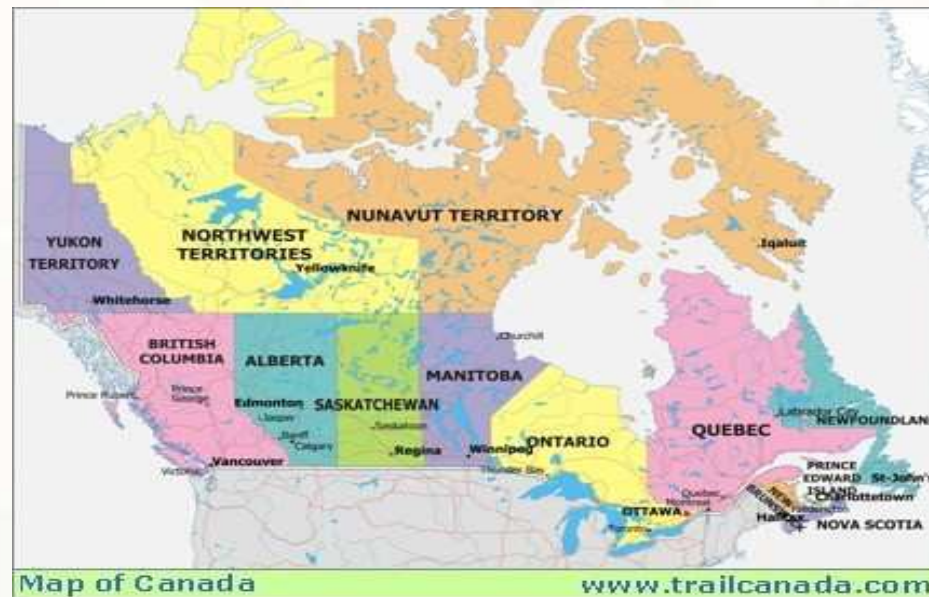 NUNAVUT TERRITORY
Iqaluit
YUKON
TERRITORY
NORTHWEST
TERRITORIES
Yellowknife
Whitehorse
BRITISH
COLUMBIA
ALBERTA
Churchill
MANITOBA
Prince Rupert
Prince
George
Edmonton
SASKATCHEWAN
Jasper
Saskatoon
Banff
Calgary
Regina
Winnipeg
ONTARIO
QUEBEC
Labrador City
NEWFOUNDLAND
Victoria
Vancouver
Thunder Bay
PRINCE
EDWARD
ISLAND
St-John's
Charlottetown
NEW
BRUNSWICK
Fredericton
Quebec
Montreal
OTTAWA
Toronto
Halifax
NOVA SCOTIA
Map of Canada
www.trailcanada.com